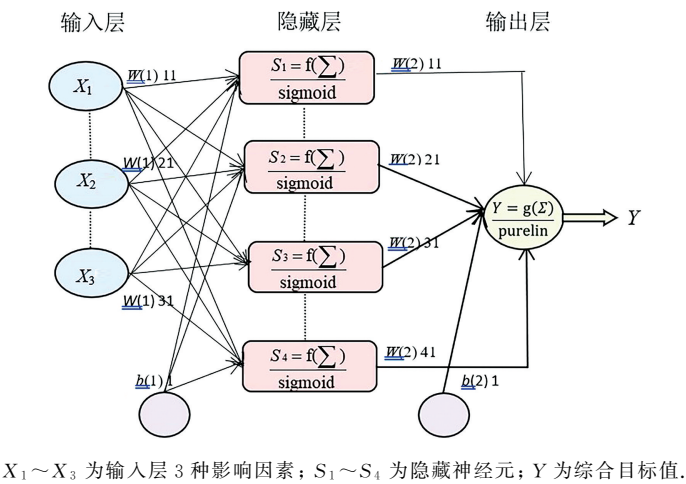 输入层 隐藏层 输出层
W(1) 11
W(1) 21
W(1) 31
b(1) 1
X₁
X₂
X₃
S₁ = f(∑)
sigmoid
S₂ = f(∑)
sigmoid
S₃ = f(∑)
sigmoid
S₄ = f(∑)
sigmoid
W(2) 11
W(2) 21
W(2) 31
W(2) 41
b(2) 1
Y = g(Σ)
purelin
Y
X₁～X₃ 为输入层 3 种影响因素；S₁～S₄ 为隐藏神经元；Y 为综合目标值.